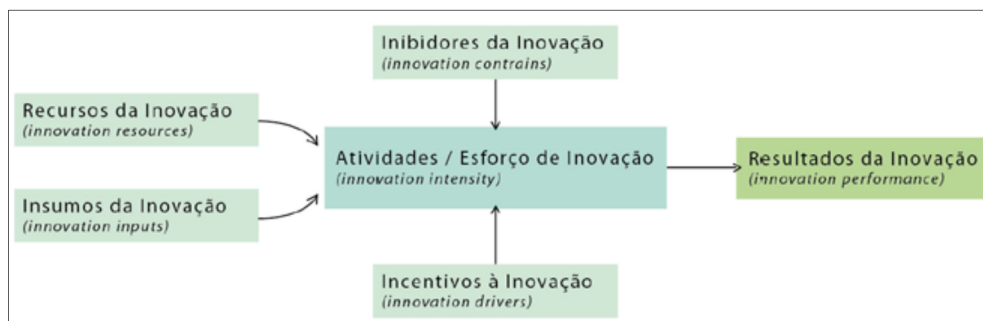 Inibidores da Inovação
(innovation contrains)
Recursos da Inovação
(innovation resources)
Atividades / Esforço de Inovação
(innovation intensity)
Resultados da Inovação
(innovation performance)
Insumos da Inovação
(innovation inputs)
Incentivos à Inovação
(innovation drivers)